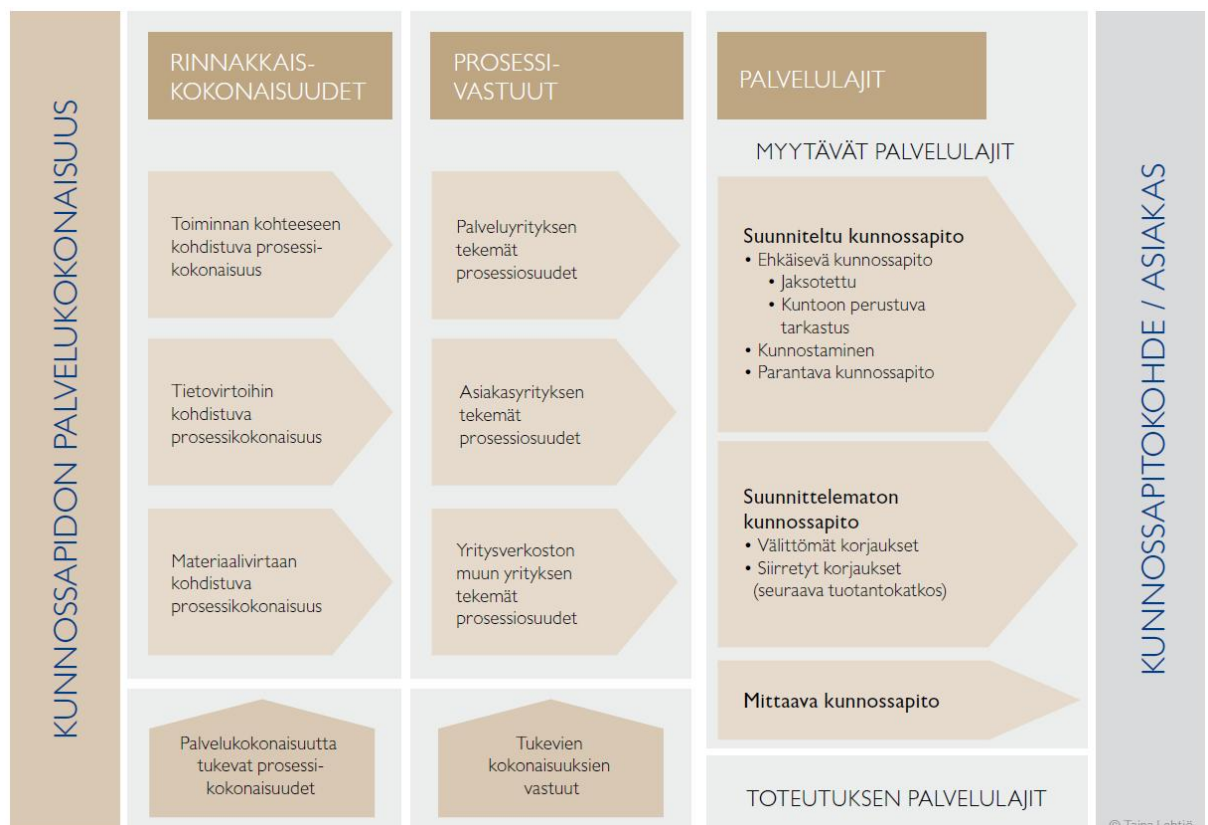 KUNNOSSAPIDON PALVELUKOKONAISUUS
RINNAKKAIS-
KOKONAISUUDET
Toiminnan kohteeseen
kohdistuva prosessi-
kokonaisuus
Tietovirtoihin
kohdistuva
prosessikokonaisuus
Materiaalivirtaan
kohdistuva
prosessikokonaisuus
Palvelukokonaisuutta
tukevat prosessi-
kokonaisuudet
PROSESSI-
VASTUUT
Palveluyrityksen
tekemät
prosessiosuudet
Asiakasyrityksen
tekemät
prosessiosuudet
Yritysverkoston
muun yrityksen
tekemät
prosessiosuudet
Tukevien
kokonaisuuksien
vastuut
PALVELULAJIT
MYYTÄVÄT PALVELULAJIT
Suunniteltu kunnossapito
• Ehkäisevä kunnossapito
• Jaksotettu
• Kuntoon perustuva
tarkastus
• Kunnostaminen
• Parantava kunnossapito
Suunnittelematon
kunnossapito
• Välittömät korjaukset
• Siirretyt korjaukset
(seuraava tuotantokatkos)
Mittaava kunnossapito
TOTEUTUKSEN PALVELULAJIT
KUNNOSSAPITOKOHDE / ASIAKAS